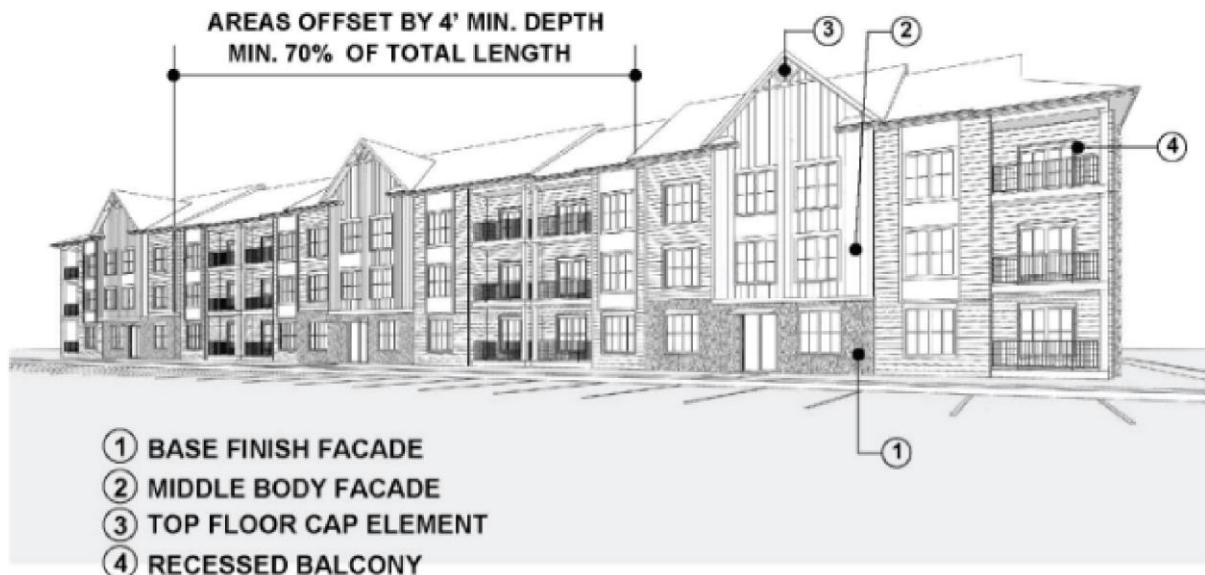 AREAS OFFSET BY 4' MIN. DEPTH
MIN. 70% OF TOTAL LENGTH
3
2
4
1
1 BASE FINISH FACADE
2 MIDDLE BODY FACADE
3 TOP FLOOR CAP ELEMENT
4 RECESSED BALCONY